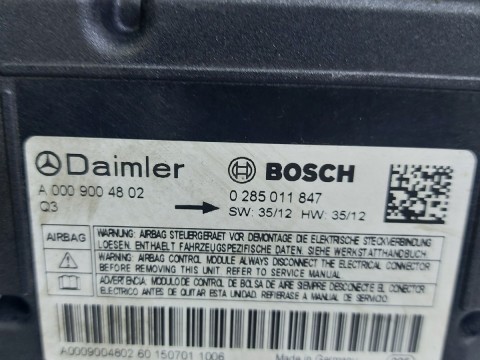 Daimler BOSCH
A 000 900 48 02 0 285 011 847
Q3 SW: 35/12 HW: 35/12
AIRBAG
WARNUNG: AIRBAG STEUERGERAET VOR DEMONTAGE DIE ELEKTRISCHE STECKVERBINDUNG
LOESEN. ENTHAELT FAHRZEUGSPEZIFISCHE DATEN. SIEHE WERKSTATTHANDBUCH
WARNING: AIRBAG CONTROL MODULE ALWAYS DISCONNECT THE ELECTRICAL CONNECTOR
BEFORE REMOVING THIS UNIT - REFER TO SERVICE MANUAL
ADVERTENCIA: MODULO DE CONTROL DE BOLSA DE AIRE SIEMPRE DESCONECTE EL CONECTOR
ELECTRICO ANTES DE QUITAR ESTA UNIDAD. REFIERASE A MANUAL DE SERVICIO.
A0009004802 60 150701 1006